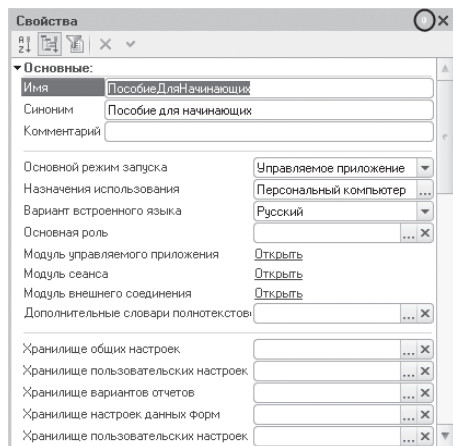 Свойства
Основные:
Имя ПособиеДляНачинающих
Синоним Пособие для начинающих
Комментарий
Основной режим запуска Управляемое приложение
Назначения использования Персональный компьютер ...
Вариант встроенного языка Русский
Основная роль ...
Модуль управляемого приложения Открыть
Модуль сеанса Открыть
Модуль внешнего соединения Открыть
Дополнительные словари полнотекстов ...
Хранилище общих настроек ...
Хранилище пользовательских настроек ...
Хранилище вариантов отчетов ...
Хранилище настроек данных форм ...
Хранилище пользовательских настроек ...